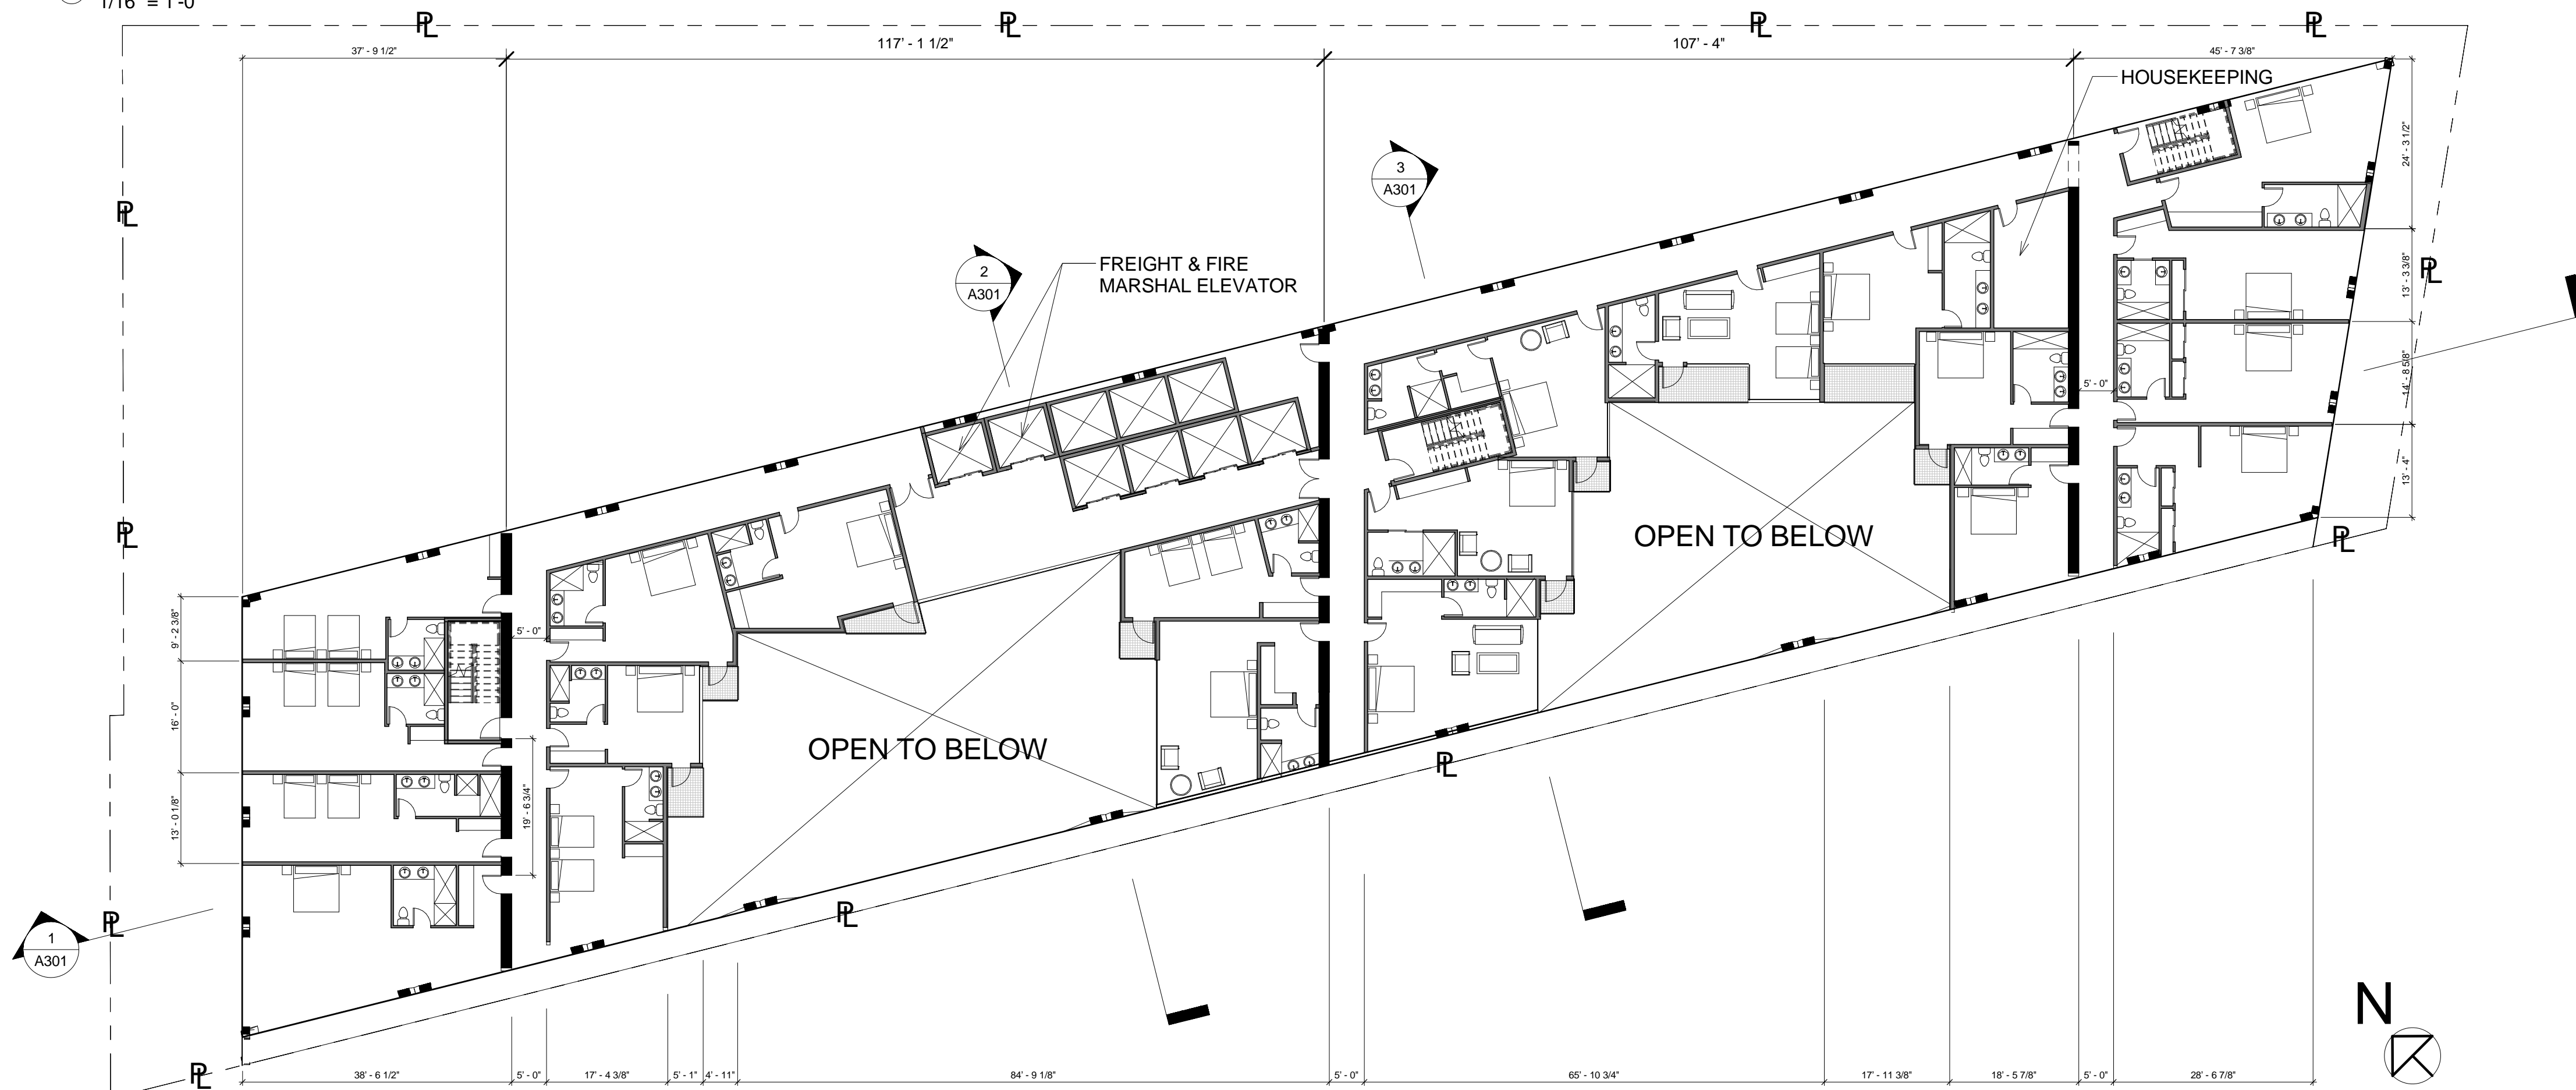 1/16" = 1'-0"
PL
PL
PL
PL
37' - 9 1/2"
117' - 1 1/2"
107' - 4"
45' - 7 3/8"
HOUSEKEEPING
24' - 3 1/2"
3
A301
PL
2
A301
FREIGHT & FIRE
MARSHAL ELEVATOR
PL
13' - 3 3/8"
14' - 8 5/8"
5' - 0"
13' - 4"
PL
OPEN TO BELOW
PL
9' - 2 3/8"
5' - 0"
16' - 0"
OPEN TO BELOW
PL
13' - 0 1/8"
19' - 6 3/4"
PL
PL
1
A301
N
PL
38' - 6 1/2"
5' - 0"
17' - 4 3/8"
5' - 1"
4' - 11"
84' - 9 1/8"
5' - 0"
65' - 10 3/4"
17' - 11 3/8"
18' - 5 7/8"
5' - 0"
28' - 6 7/8"